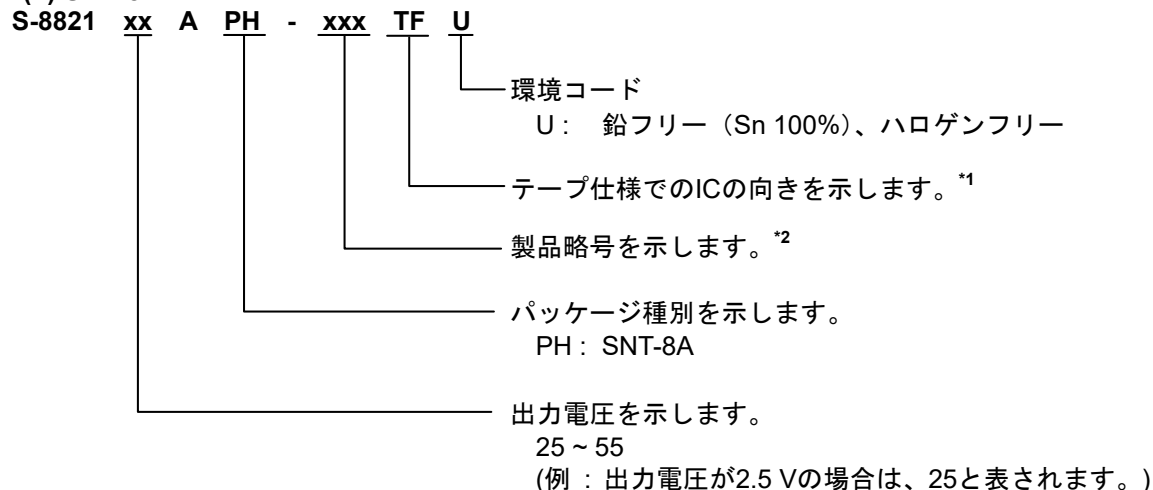 S-8821 xx A PH - xxx TF U
環境コード
U : 鉛フリー（Sn 100%）、ハロゲンフリー
テープ仕様でのICの向きを示します。*1
製品略号を示します。*2
パッケージ種別を示します。
PH : SNT-8A
出力電圧を示します。
25 ~ 55
(例 : 出力電圧が2.5 Vの場合は、25と表されます。)